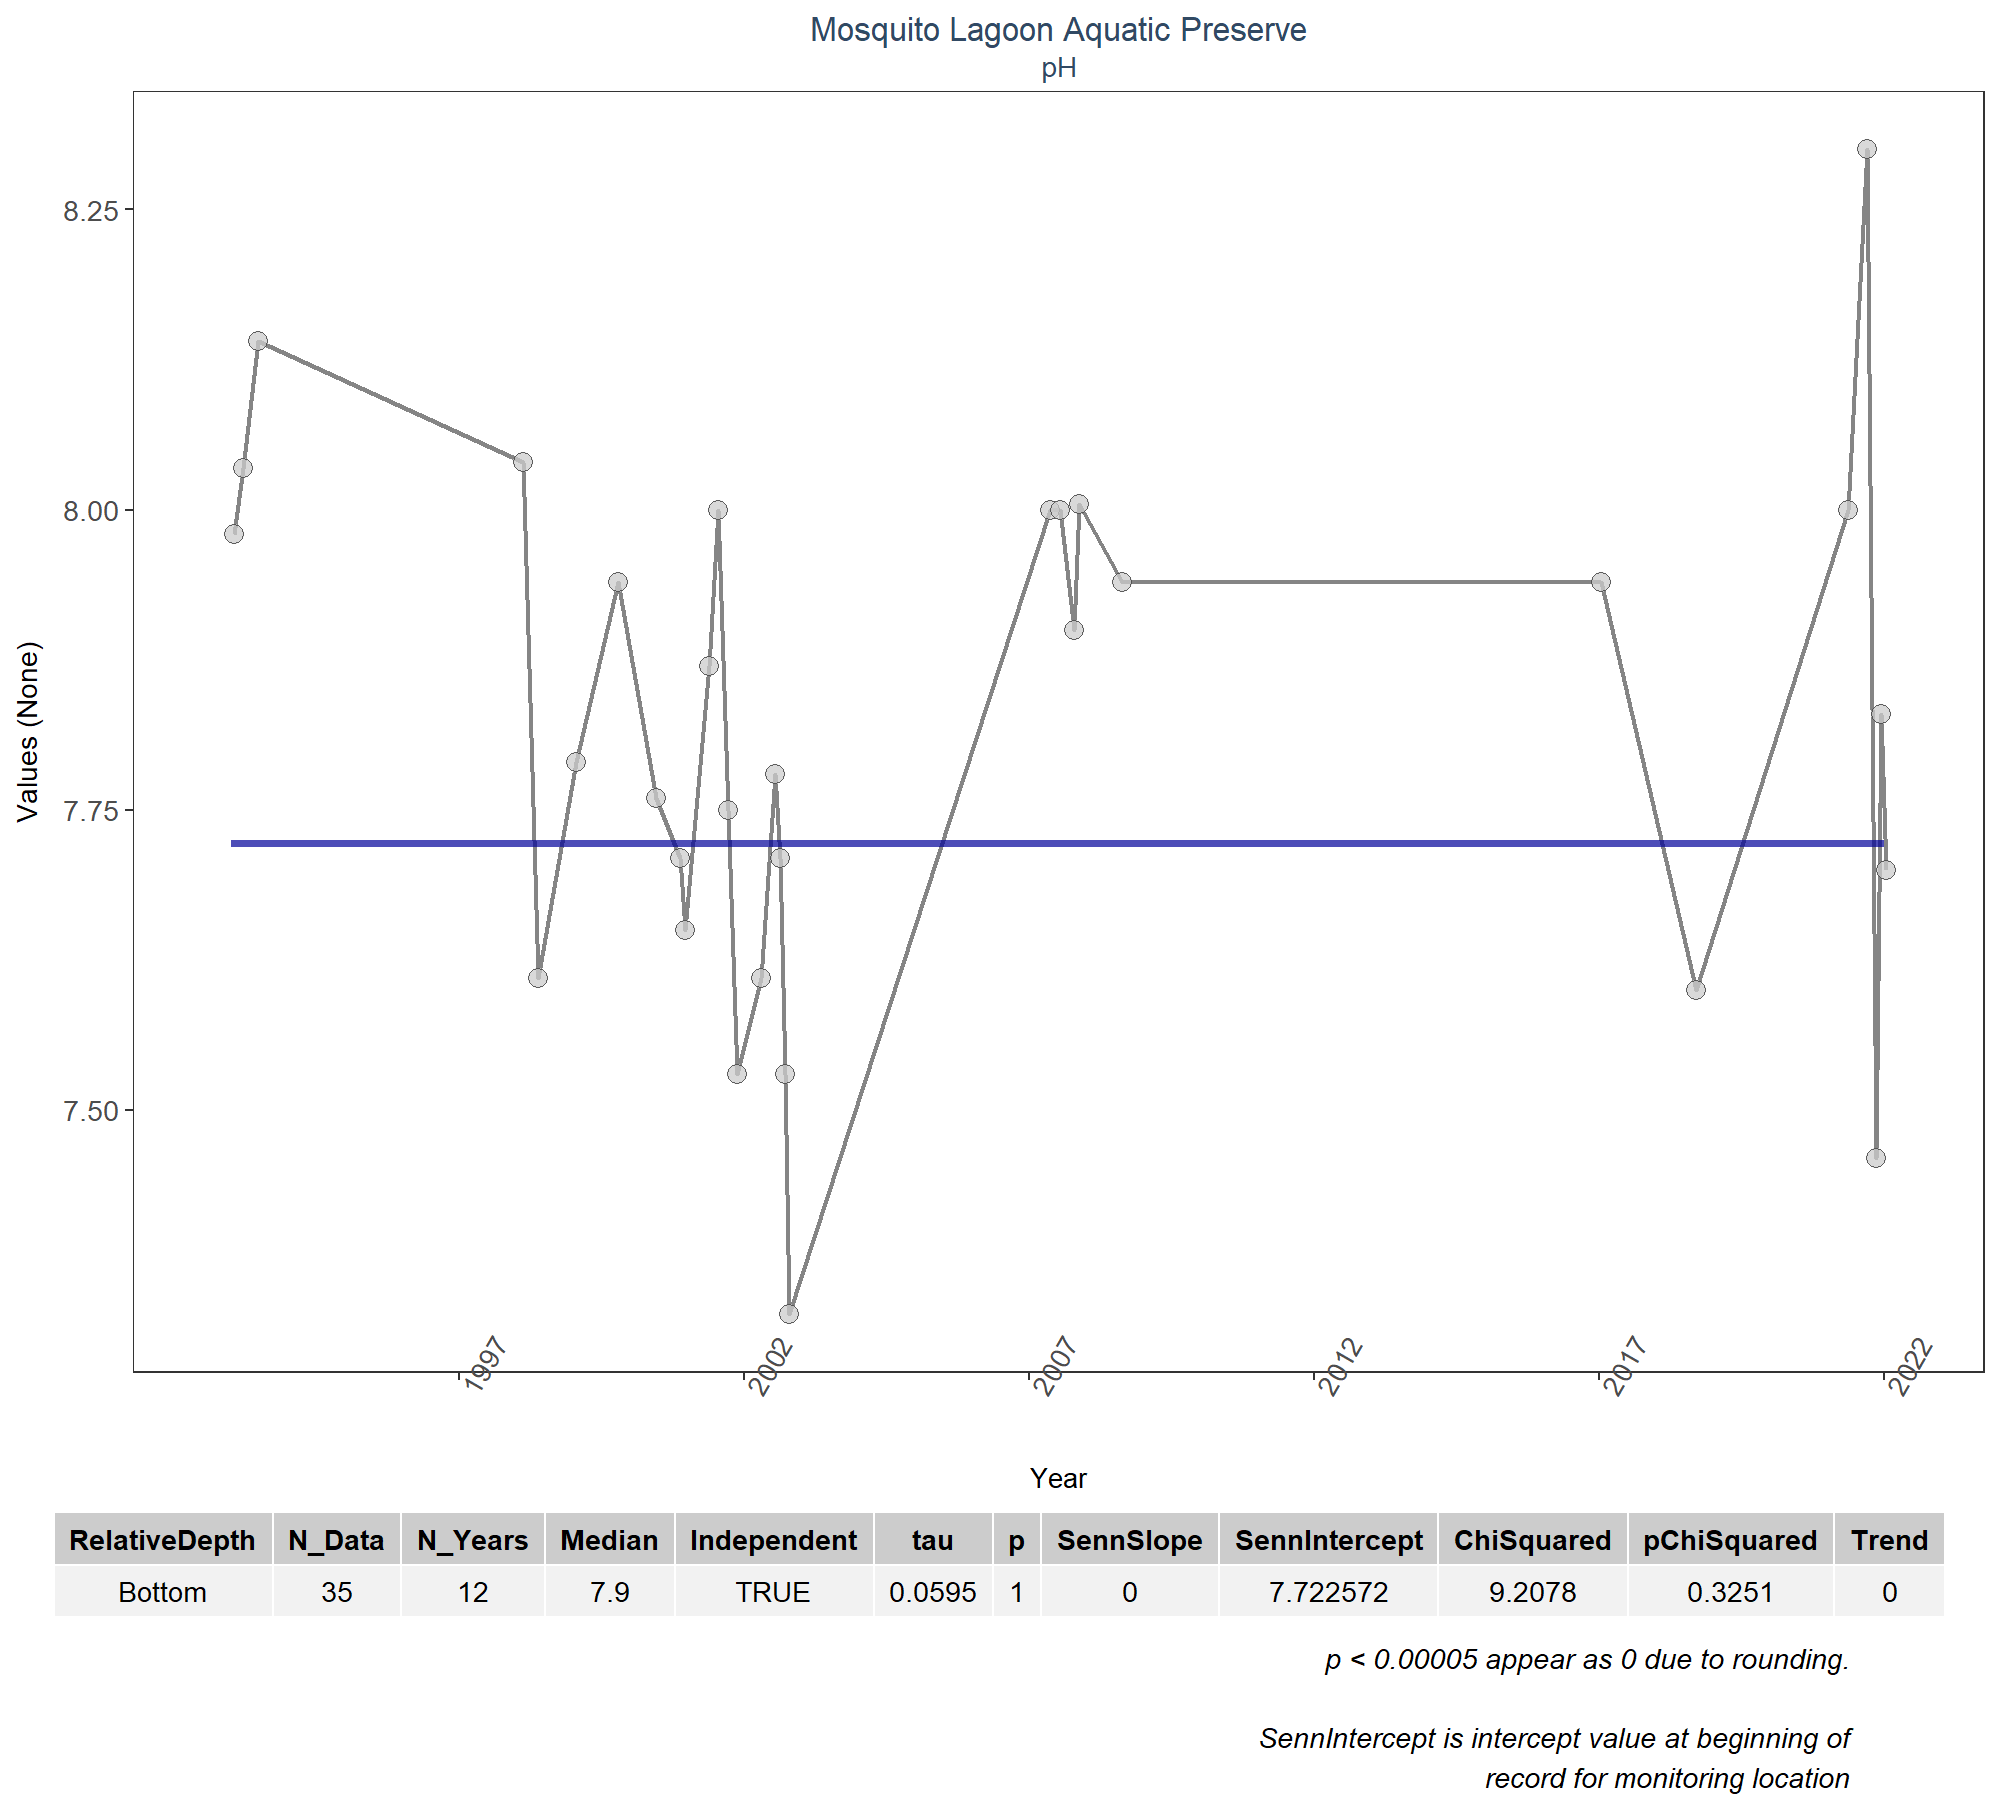 Mosquito Lagoon Aquatic Preserve
pH
Values (None)
8.25
8.00
7.75
7.50
1997 2002 2007 2012 2017 2022
Year
RelativeDepth N_Data N_Years Median Independent tau p SennSlope SennIntercept ChiSquared pChiSquared Trend
Bottom 35 12 7.9 TRUE 0.0595 1 0 7.722572 9.2078 0.3251 0
p < 0.00005 appear as 0 due to rounding.
SennIntercept is intercept value at beginning of
record for monitoring location